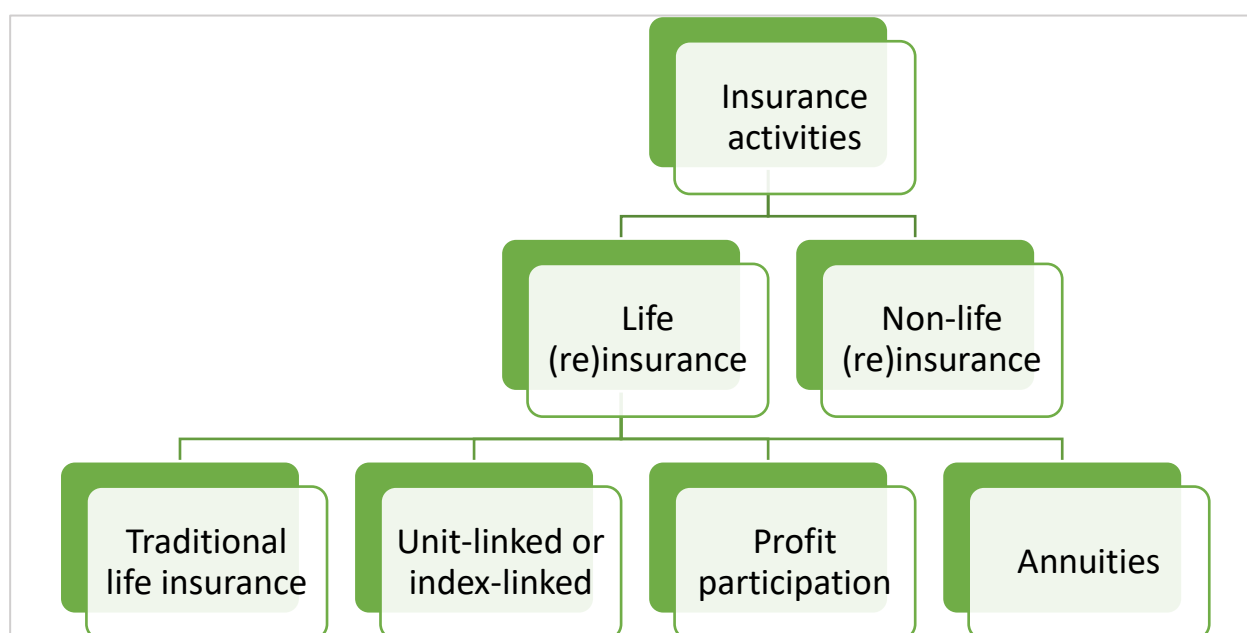 Insurance
activities
Life
(re)insurance
Non-life
(re)insurance
Traditional
life insurance
Unit-linked or
index-linked
Profit
participation
Annuities